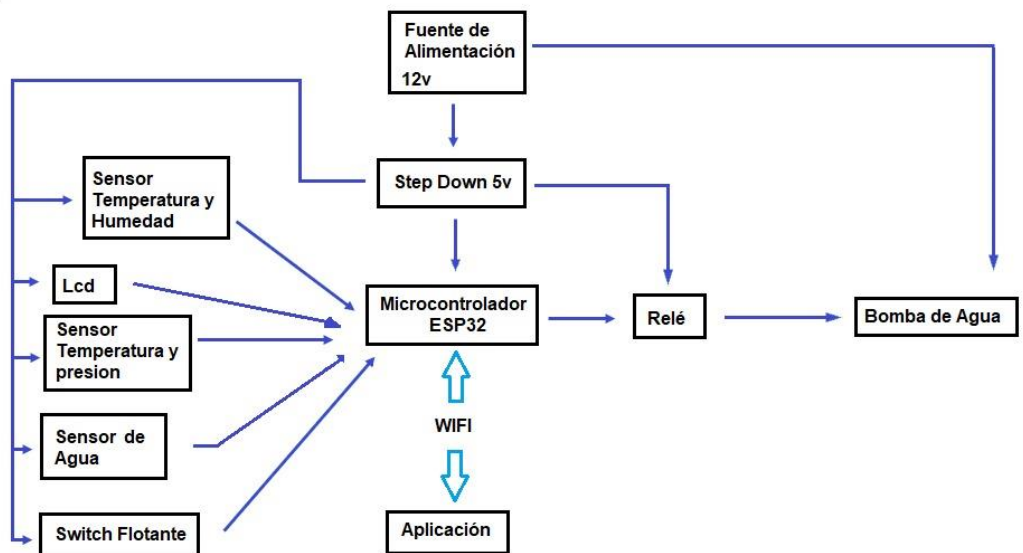 Fuente de
Alimentación
12v
Step Down 5v
Sensor
Temperatura y
Humedad
Lcd
Sensor
Temperatura y
presion
Sensor de
Agua
Switch Flotante
Microcontrolador
ESP32
Relé
Bomba de Agua
WIFI
Aplicación